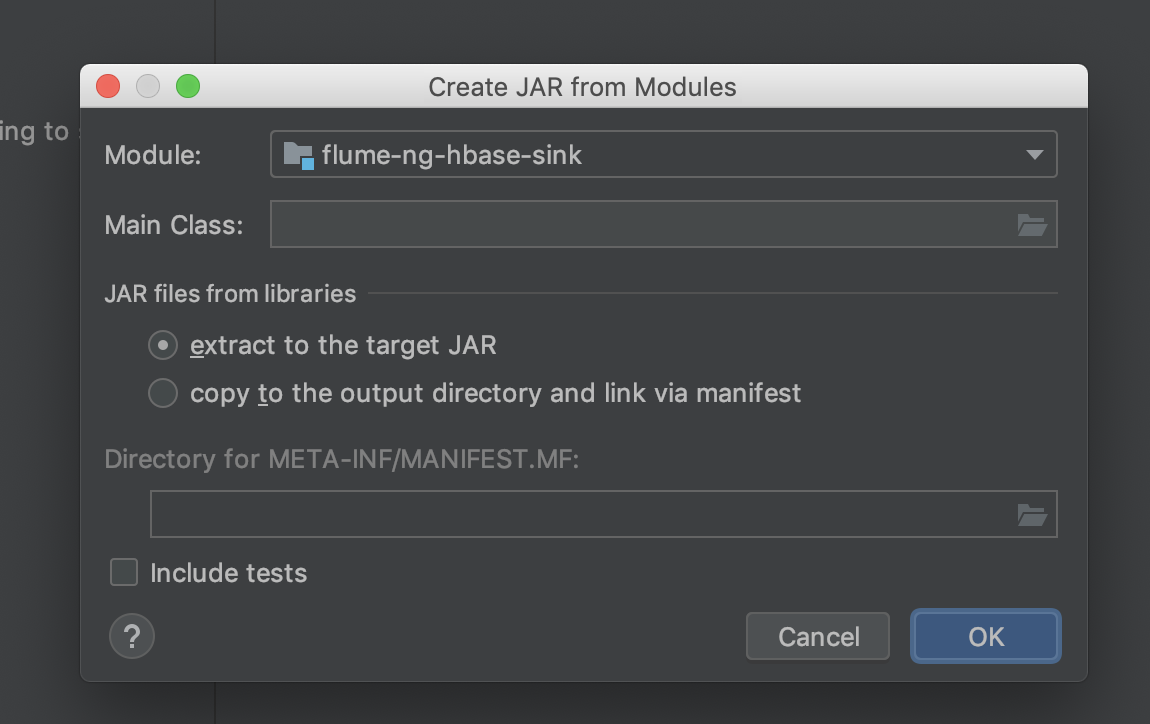 Create JAR from Modules
ing to
Module: flume-ng-hbase-sink
Main Class:
JAR files from libraries
extract to the target JAR
copy to the output directory and link via manifest
Directory for META-INF/MANIFEST.MF:
Include tests
? Cancel OK